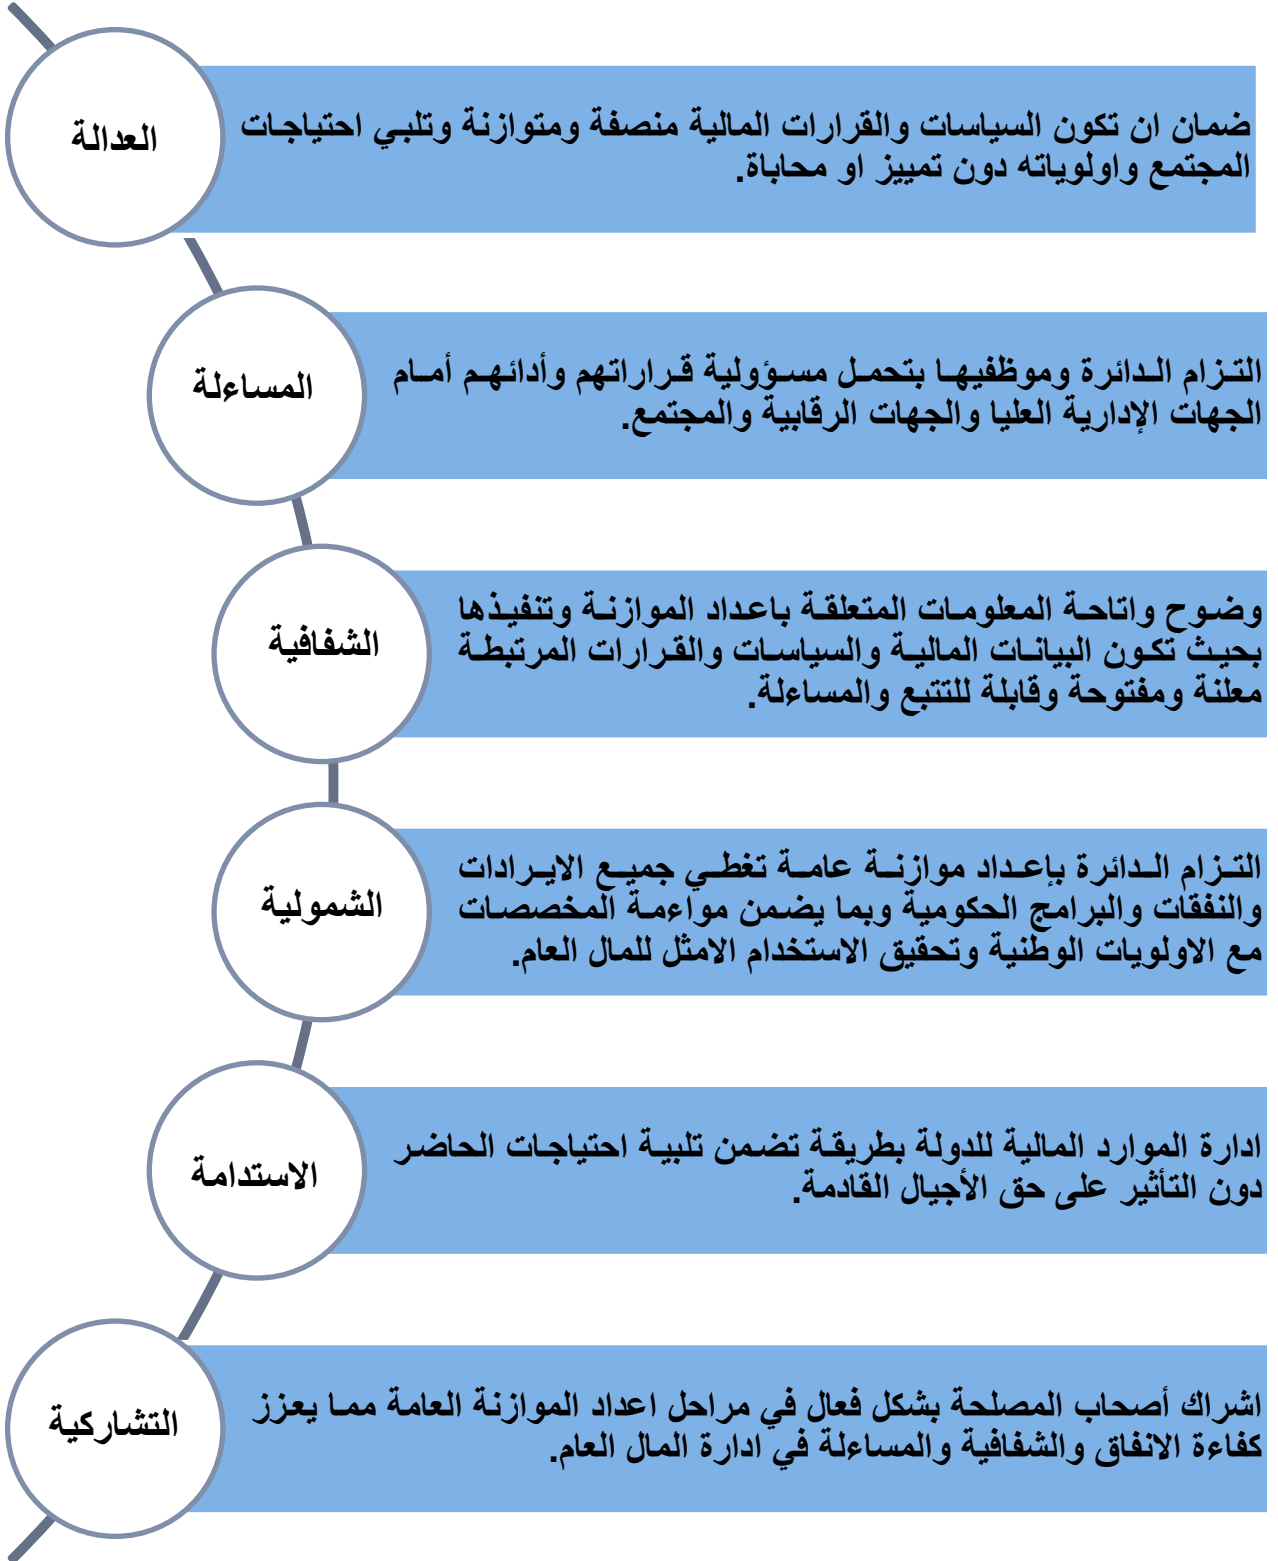 العدالة
ضمان ان تكون السياسات والقرارات المالية منصفة ومتوازنة وتلبي احتياجات
المجتمع واولوياته دون تمييز او محاباة.
المساءلة
التزام الدائرة وموظفيها بتحمل مسؤولية قراراتهم وأدائهم أمام
الجهات الإدارية العليا والجهات الرقابية والمجتمع.
الشفافية
وضوح واتاحة المعلومات المتعلقة باعداد الموازنة وتنفيذها
بحيث تكون البيانات المالية والسياسات والقرارات المرتبطة
معلنة ومفتوحة وقابلة للتتبع والمساءلة.
الشمولية
التزام الدائرة بإعداد موازنة عامة تغطي جميع الايرادات
والنفقات والبرامج الحكومية وبما يضمن مواءمة المخصصات
مع الاولويات الوطنية وتحقيق الاستخدام الامثل للمال العام.
الاستدامة
ادارة الموارد المالية للدولة بطريقة تضمن تلبية احتياجات الحاضر
دون التأثير على حق الأجيال القادمة.
التشاركية
اشراك أصحاب المصلحة بشكل فعال في مراحل اعداد الموازنة العامة مما يعزز
كفاءة الانفاق والشفافية والمساءلة في ادارة المال العام.